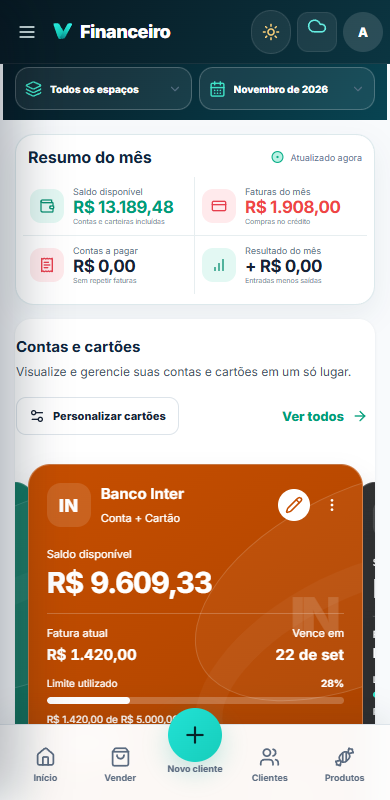 Financeiro
A
Todos os espaços
Novembro de 2026
Resumo do mês
Atualizado agora
Saldo disponível
R$ 13.189,48
Contas e carteiras incluídas
Faturas do mês
R$ 1.908,00
Compras no crédito
Contas a pagar
R$ 0,00
Sem repetir faturas
Resultado do mês
+ R$ 0,00
Entradas menos saídas
Contas e cartões
Visualize e gerencie suas contas e cartões em um só lugar.
Personalizar cartões
Ver todos
IN
Banco Inter
Conta + Cartão
Saldo disponível
R$ 9.609,33
IN
Fatura atual
Vence em
R$ 1.420,00
22 de set
Limite utilizado
28%
R$ 1.420,00 de R$ 5.000,00
Início
Vender
Novo cliente
Clientes
Produtos